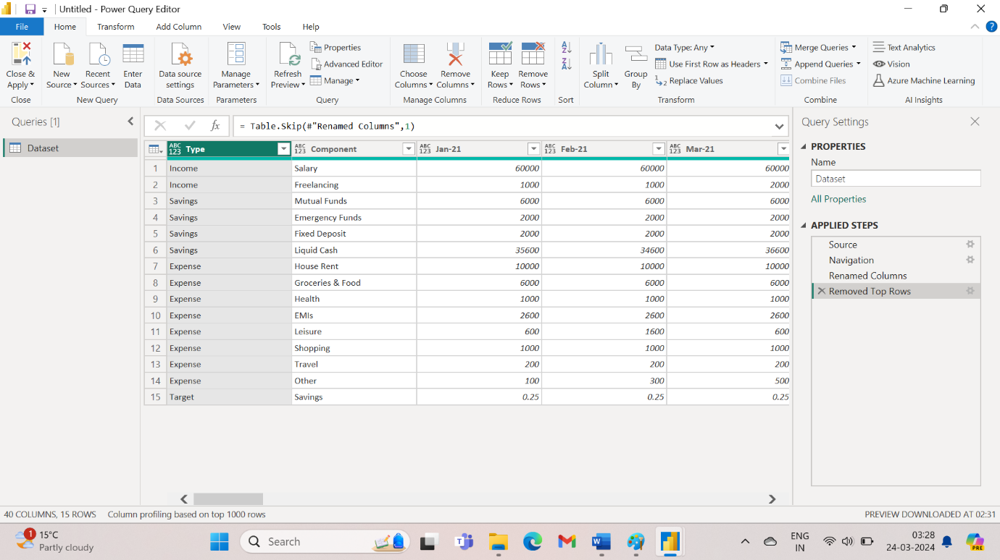 Untitled - Power Query Editor
File Home Transform Add Column View Tools Help
Close & Apply
New Source
Recent Sources
Enter Data
Data source settings
Manage Parameters
Refresh Preview
Properties
Advanced Editor
Manage
Choose Columns
Remove Columns
Keep Rows
Remove Rows
Split Column
Group By
Data Type: Any
Use First Row as Headers
Replace Values
Merge Queries
Append Queries
Combine Files
Text Analytics
Vision
Azure Machine Learning
Close New Query Data Sources Parameters Query Manage Columns Reduce Rows Sort Transform Combine AI Insights
Queries [1]
Dataset
fx = Table.Skip(#"Renamed Columns",1)
ABC 123 Type ABC 123 Component ABC 123 Jan-21 ABC 123 Feb-21 ABC 123 Mar-21
1 Income Salary 60000 60000 60000
2 Income Freelancing 1000 1000 2000
3 Savings Mutual Funds 6000 6000 6000
4 Savings Emergency Funds 2000 2000 2000
5 Savings Fixed Deposit 2000 2000 2000
6 Savings Liquid Cash 35600 34600 36600
7 Expense House Rent 10000 10000 10000
8 Expense Groceries & Food 6000 6000 6000
9 Expense Health 1000 1000 1000
10 Expense EMIs 2600 2600 2600
11 Expense Leisure 600 1600 600
12 Expense Shopping 1000 1000 1000
13 Expense Travel 200 200 200
14 Expense Other 100 300 500
15 Target Savings 0.25 0.25 0.25
Query Settings
PROPERTIES
Name
Dataset
All Properties
APPLIED STEPS
Source
Navigation
Renamed Columns
Removed Top Rows
40 COLUMNS, 15 ROWS Column profiling based on top 1000 rows PREVIEW DOWNLOADED AT 02:31
1
15°C
Partly cloudy
Search
ENG
IN
03:28
24-03-2024
PRE